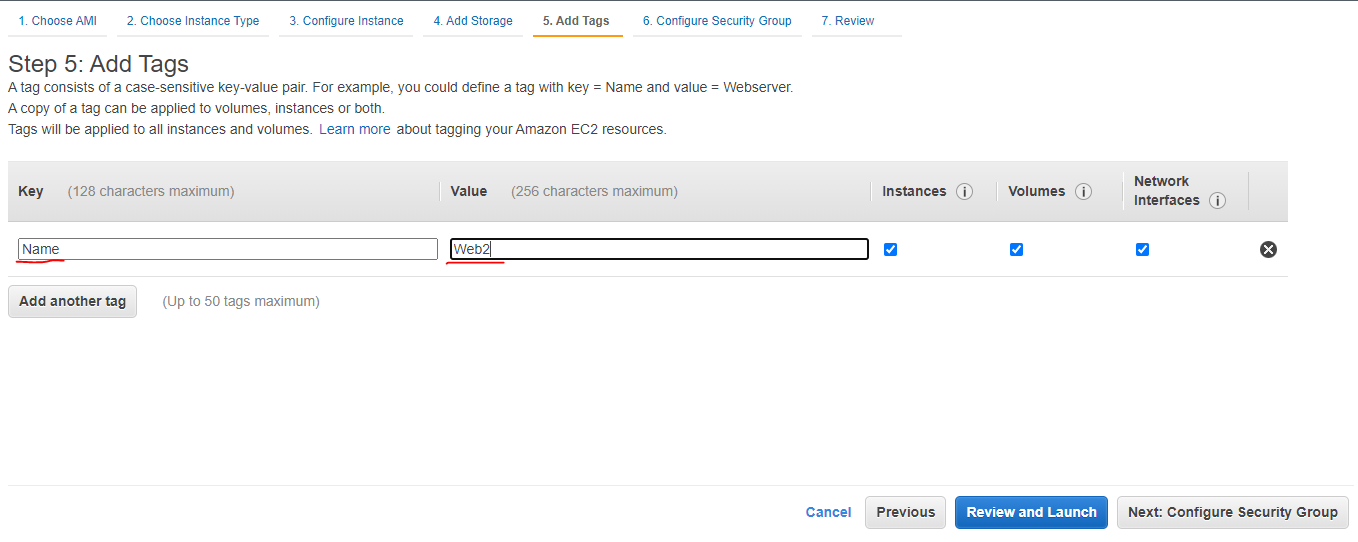 1. Choose AMI 2. Choose Instance Type 3. Configure Instance 4. Add Storage 5. Add Tags 6. Configure Security Group 7. Review
Step 5: Add Tags
A tag consists of a case-sensitive key-value pair. For example, you could define a tag with key = Name and value = Webserver.
A copy of a tag can be applied to volumes, instances or both.
Tags will be applied to all instances and volumes. Learn more about tagging your Amazon EC2 resources.
Key (128 characters maximum) Value (256 characters maximum) Instances i Volumes i Network Interfaces i
Name Web2
Add another tag (Up to 50 tags maximum)
Cancel Previous Review and Launch Next: Configure Security Group